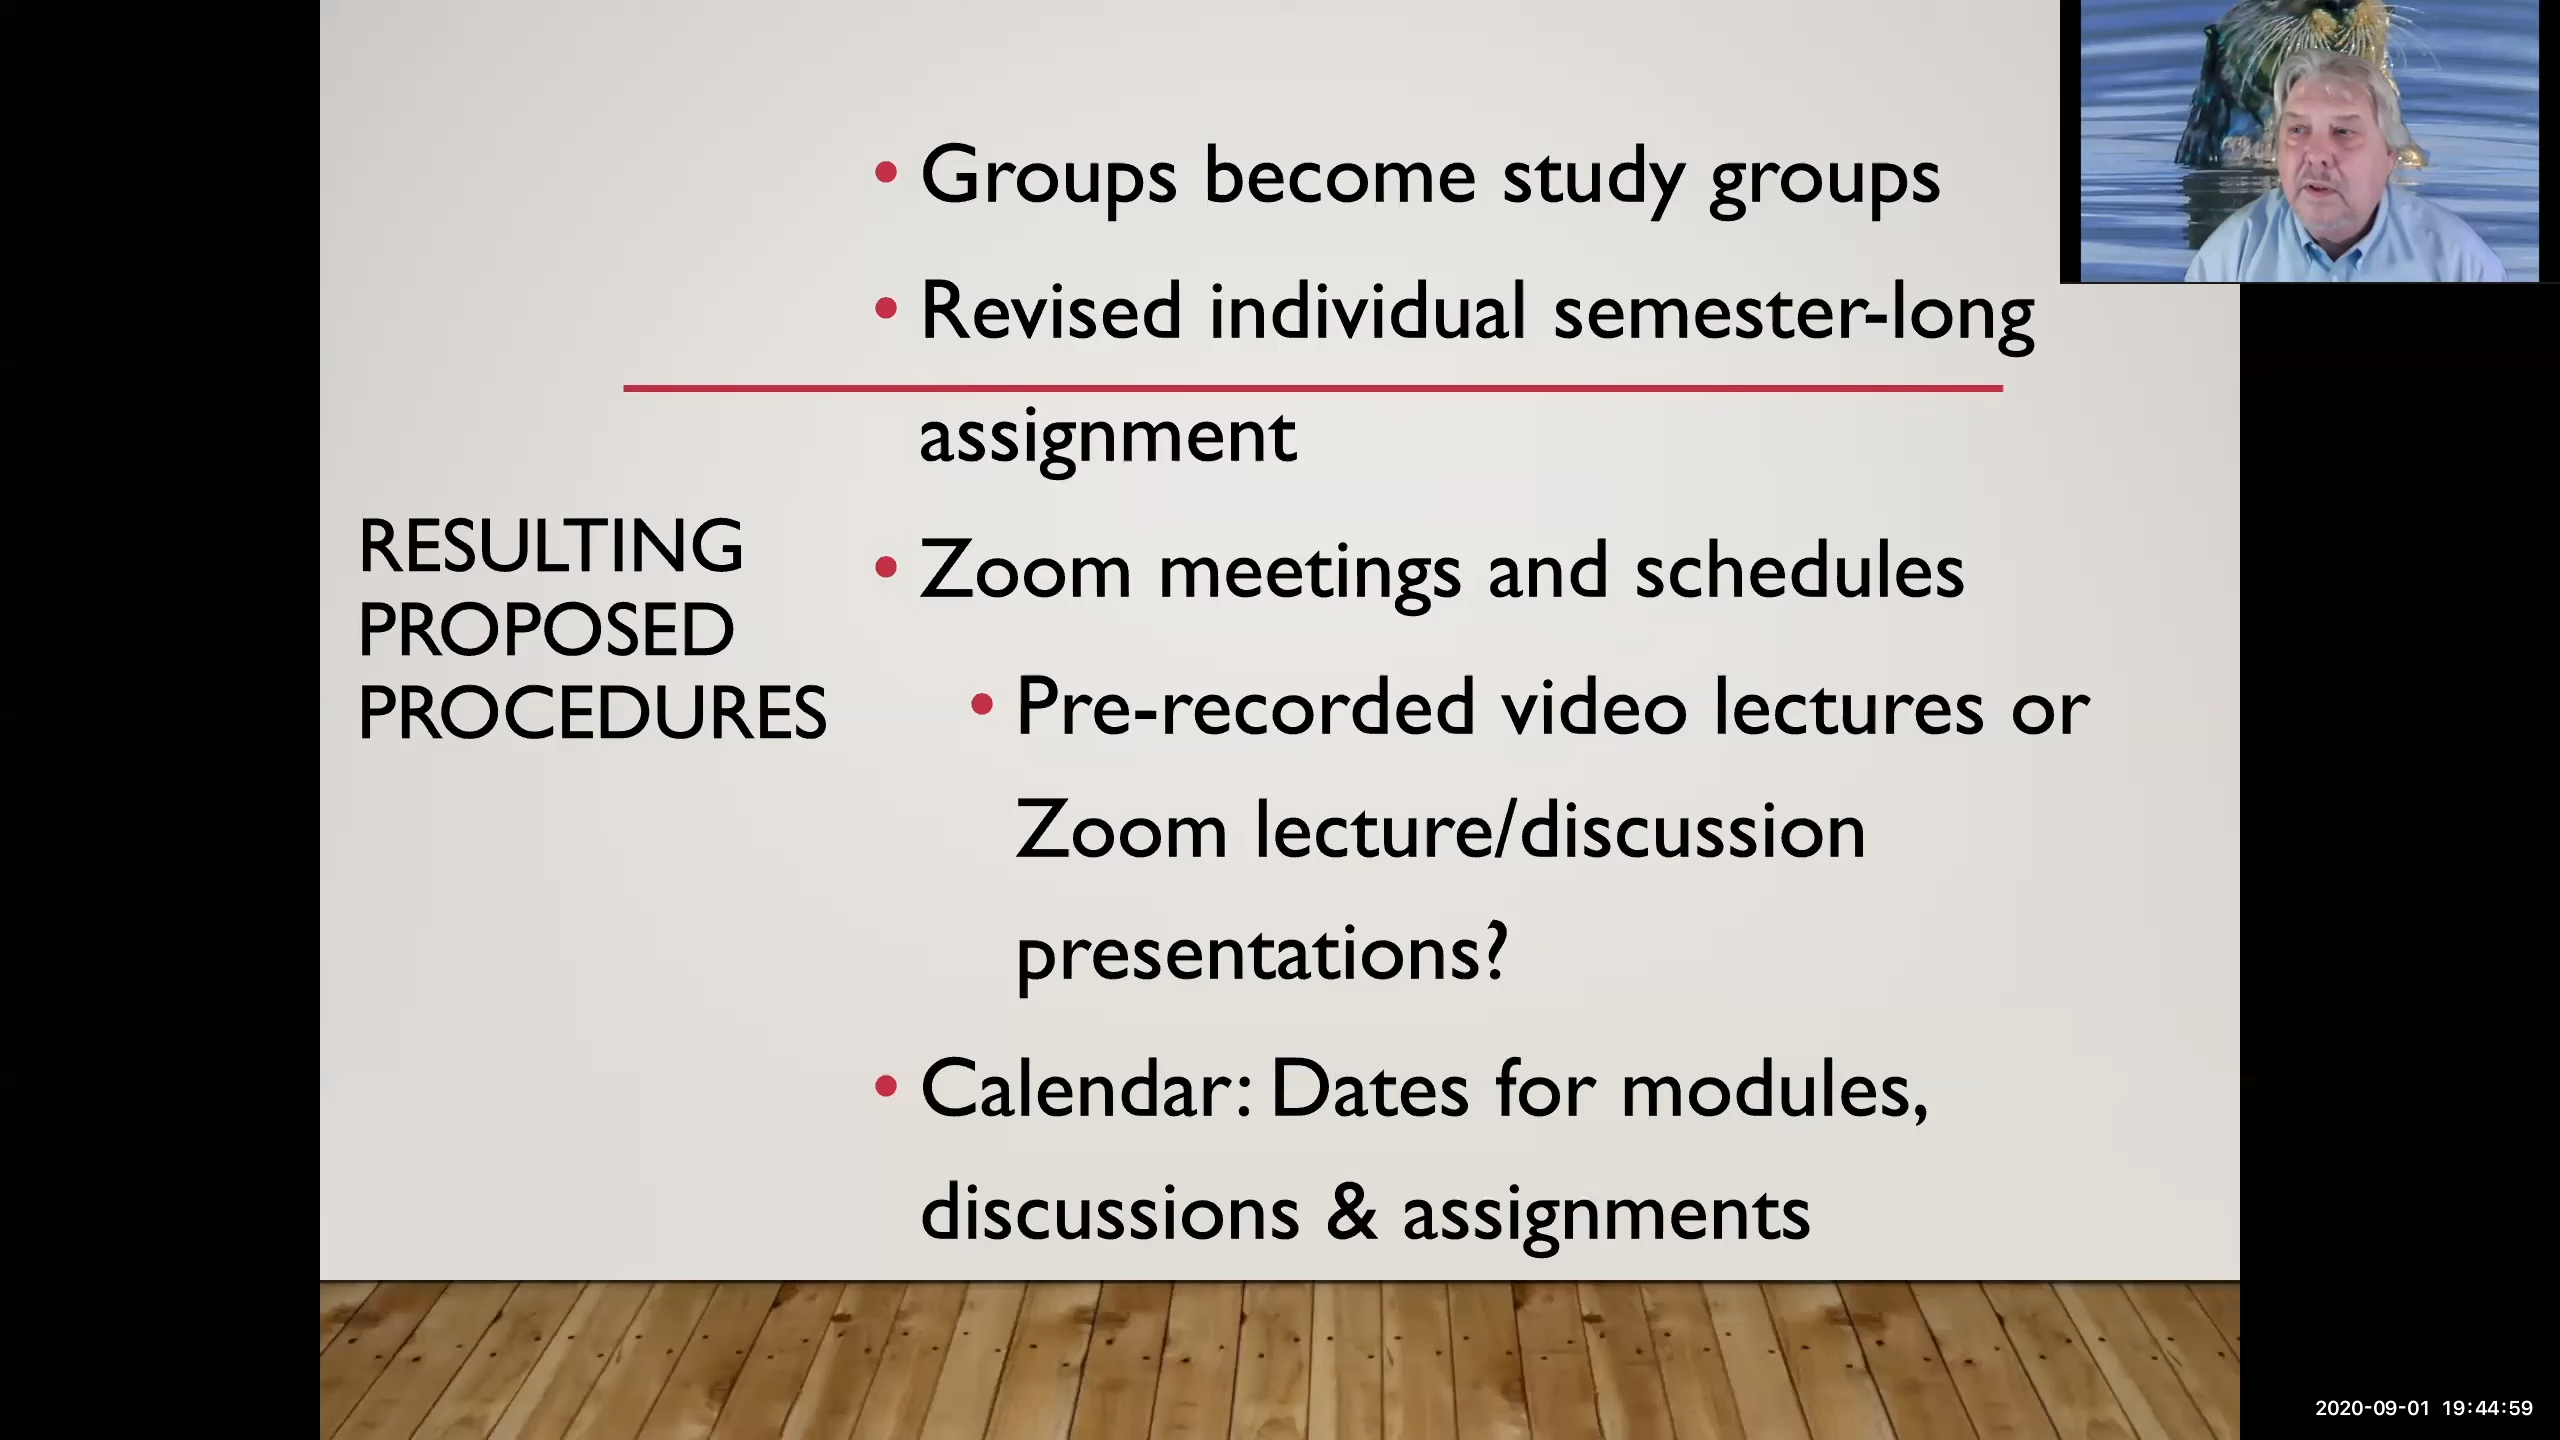 RESULTING
PROPOSED
PROCEDURES
• Groups become study groups
• Revised individual semester-long
assignment
• Zoom meetings and schedules
• Pre-recorded video lectures or
Zoom lecture/discussion
presentations?
• Calendar: Dates for modules,
discussions & assignments
2020-09-01 19:44:59